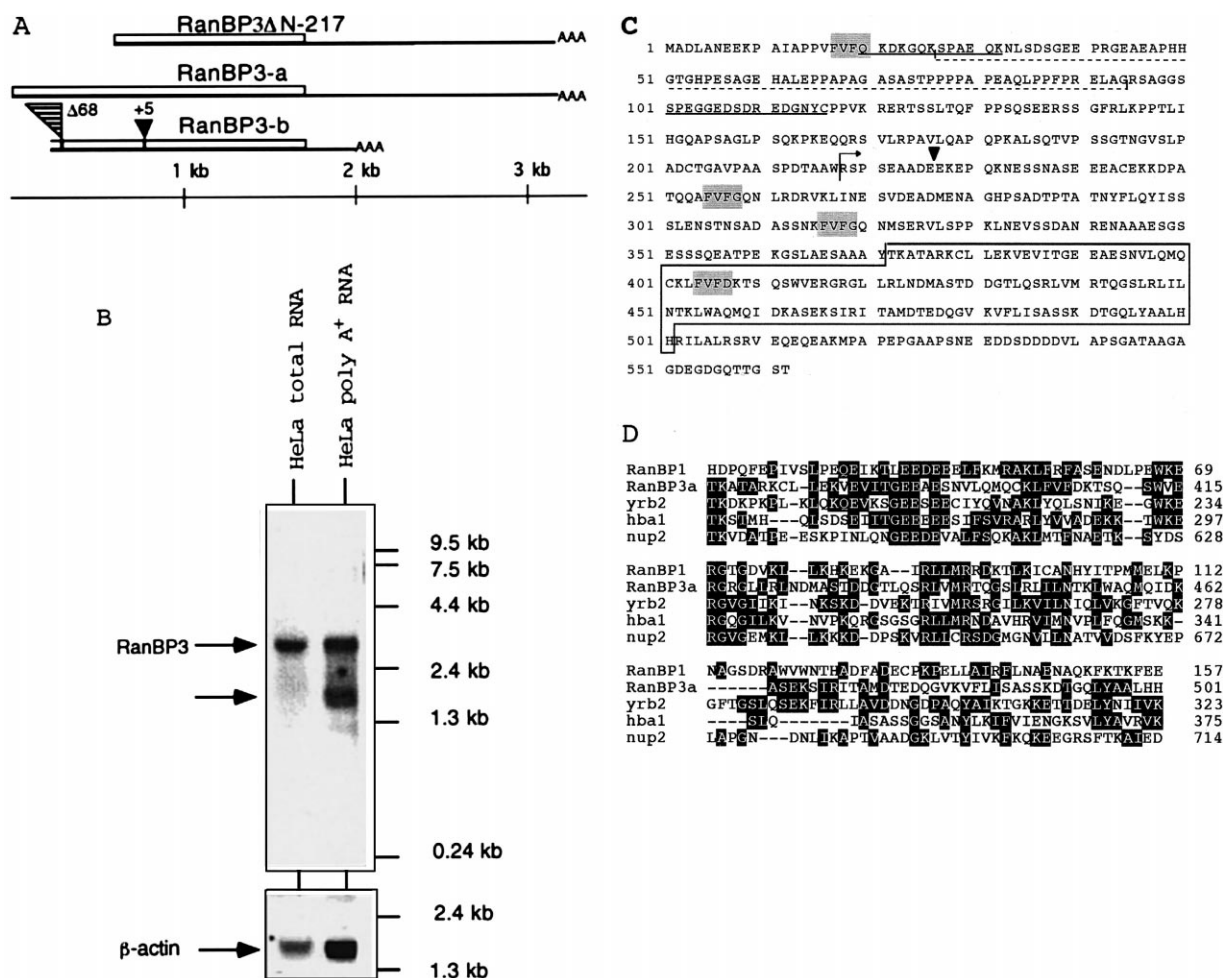 A
RanBP3ΔN-217
AAA
RanBP3-a
AAA
Δ68
+5
RanBP3-b
AAA
1 kb
2 kb
3 kb
B
HeLa total RNA
HeLa poly A+ RNA
9.5 kb
7.5 kb
4.4 kb
RanBP3
2.4 kb
1.3 kb
0.24 kb
2.4 kb
β-actin
1.3 kb
C
1 MADLANEEKP AIAPPVFVFQ KDKGQKSPAE QKNLSDSGEE PRGEAEAPHH
51 GTGHPESAGE HALEPPAPAG ASASTPPPPA PEAQLPPFPR ELAGRSAGGS
101 SPEGGEDSDR EDGNYCPPVK RERTSSLTQF PPSQSEERSS GFRLKPPTLI
151 HGQAPSAGLP SQKPKEQQRS VLRPAVLQAP QPKALSQTVP SSGTNGVSLP
201 ADCTGAVPAA SPDTAAWRSP SEAADEEKEP QKNESSNASE EEACEKKDPA
251 TQQAFVFGQN LRDRVKLINE SVDEADMENA GHPSADTPTA TNYFLQYISS
301 SLENSTNSAD ASSNKFVFGQ NMSERVLSPP KLNEVSSDAN RENAAAESGS
351 ESSSQEATPE KGSLAESAAA YTKATARKCL LEKVEVITGE EAESNVLQMQ
401 CKLFVFDKTS QSWVERGRGL LRLNDMASTD DGTLQSRLVM RTQGSLRLIL
451 NTKLWAQMQI DKASEKSIRI TAMDTEDQGV KVFLISASSK DTGQLYAALH
501 HRILALRSRV EQEQEAKMPA PEPGAAPSNE EDDSDDDDVL APSGATAAGA
551 GDEGDGQTTG ST
D
RanBP1 HDPQFEPIVSLPEQEIKTLEEDEEELFKMRAKLFRFASENDLPEWKE 69
RanBP3a TKATARKCL-LEKVEVITGEEAESNVLQMQCKLFVFDKTSQ--SWVE 415
yrb2 TKDKPKPL-KLQKQEVKSGEESEECIYQVNAKLYQLSNIKE--GWKE 234
hba1 TKSTMH---QLSDSEIITGEEEEESIFSVRARLYVVADEKK--TWKE 297
nup2 TKVDATPE-ESKPINLQNGEEDEVALFSQKAKLMTFNAETK--SYDS 628
RanBP1 RGTGDVKL--LKHKEKGA--IRLLMRRDKTLKICANHYITPMMELKP 112
RanBP3a RGRGLLRLNDMASTDDGTLQSRLVMRTQGSLRLILNTKLWAQMQIDK 462
yrb2 RGVGIIKI--NKSKD-DVEKTRIVMRSRGILKVILNIQLVKGFTVQK 278
hba1 RGQGILKV--NVPKQRGSGSGRLLMRNDAVHRVIMNVPLFQGMSKK- 341
nup2 RGVGEMKL--LKKKD-DPSKVRLLCRSDGMGNVILNATVVDSFKYEP 672
RanBP1 NAGSDRAWVWNTHADFADECPKPELLAIRFLNAENAQKFKTKFEE 157
RanBP3a ------ASEKSIRITAMDTEDQGVKVFLISASSKDTGQLYAALHH 501
yrb2 GFTGSLQSEKFIRLLAVDDNGDPAQYAIKTGKKETTDELYNIIVK 323
hba1 ----SLQ--------IASASSGGSANYLKIFVIENGKSVLYAVRVK 375
nup2 LAPGN---DNLIKAPTVAADGKLVTYIVKFKQKEEGRSFTKAIED 714